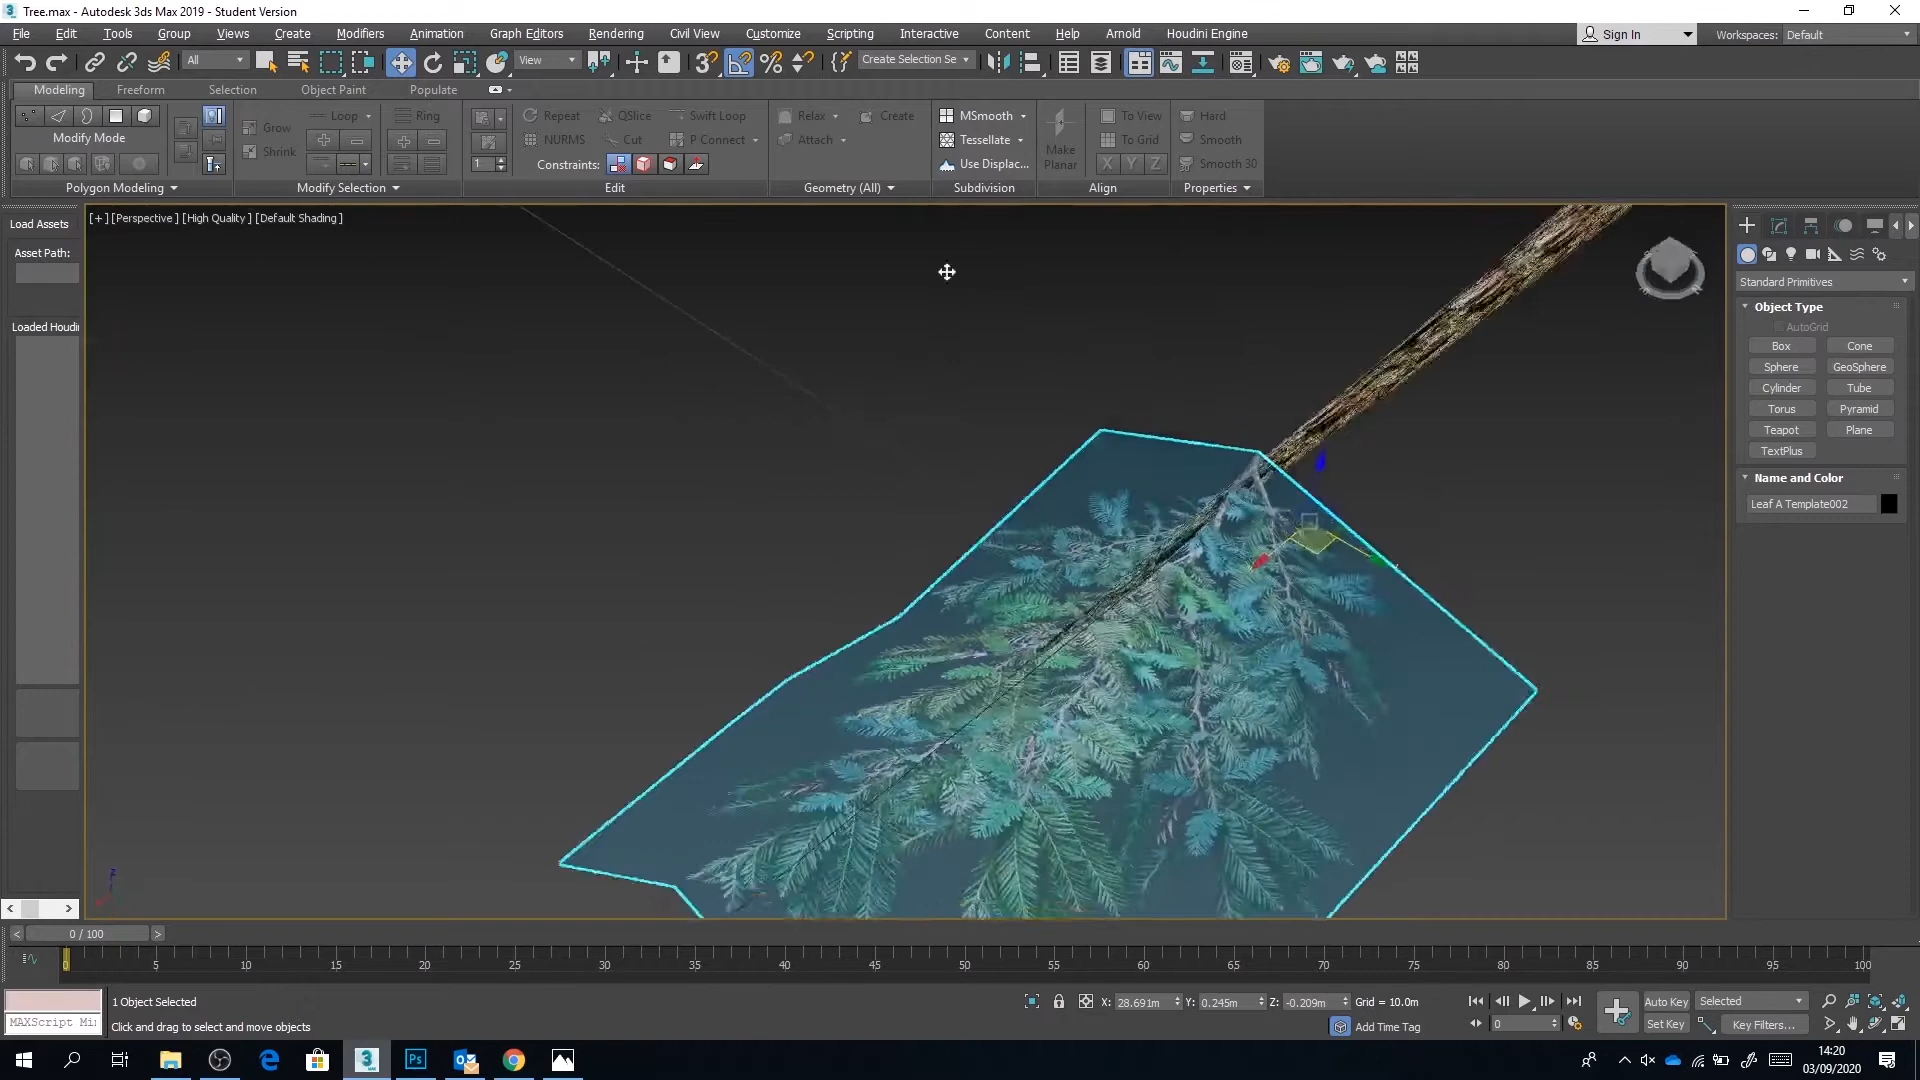 Tree.max - Autodesk 3ds Max 2019 - Student Version
File Edit Tools Group Views Create Modifiers Animation Graph Editors Rendering Civil View Customize Scripting Interactive Content Help Arnold Houdini Engine
Sign In Workspaces: Default
All View Create Selection Se
Modeling Freeform Selection Object Paint Populate
Modify Mode
Grow
Shrink
Loop Ring
Repeat QSlice Swift Loop
NURMS Cut P Connect
1 Constraints:
Relax Create
Attach
MSmooth
Tessellate
Use Displac...
Make Planar
To View
To Grid
X Y Z
Hard
Smooth
Smooth 30
Polygon Modeling Modify Selection Edit Geometry (All) Subdivision Align Properties
Load Assets
Asset Path:
Loaded Houdi
[+] [Perspective] [High Quality] [Default Shading]
Standard Primitives
Object Type
AutoGrid
Box Cone
Sphere GeoSphere
Cylinder Tube
Torus Pyramid
Teapot Plane
TextPlus
Name and Color
Leaf A Template002
< >
< 0 / 100 >
0 5 10 15 20 25 30 35 40 45 50 55 60 65 70 75 80 85 90 95 100
1 Object Selected
X: 28.691m Y: 0.245m Z: -0.209m Grid = 10.0m
Auto Key Selected
MAXScript Mi
Click and drag to select and move objects
Add Time Tag
0
Set Key Key Filters...
14:20
03/09/2020